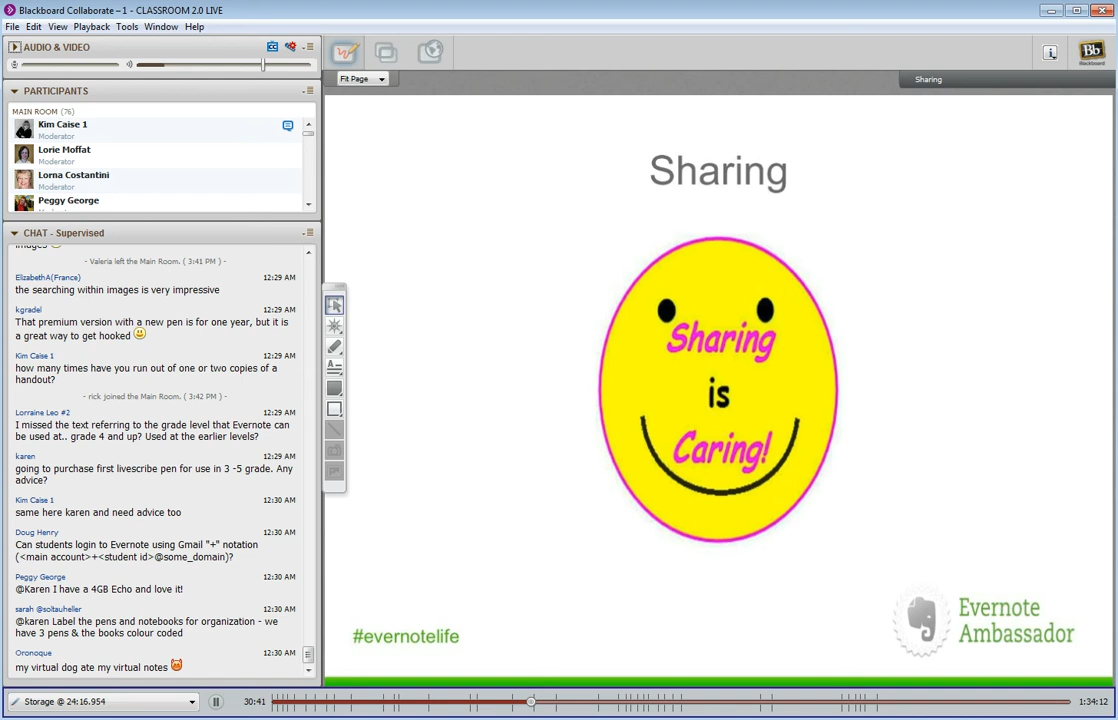 Blackboard Collaborate – 1 - CLASSROOM 2.0 LIVE
File Edit View Playback Tools Window Help
AUDIO & VIDEO
PARTICIPANTS
MAIN ROOM (76)
Kim Caise 1
Moderator
Lorie Moffat
Moderator
Lorna Costantini
Moderator
Peggy George
CHAT - Supervised
images
- Valeria left the Main Room. ( 3:41 PM ) -
ElizabethA(France) 12:29 AM
the searching within images is very impressive
kgradel 12:29 AM
That premium version with a new pen is for one year, but it is
a great way to get hooked
Kim Caise 1 12:29 AM
how many times have you run out of one or two copies of a
handout?
- rick joined the Main Room. ( 3:42 PM ) -
Lorraine Leo #2 12:29 AM
I missed the text referring to the grade level that Evernote can
be used at.. grade 4 and up? Used at the earlier levels?
karen 12:29 AM
going to purchase first livescribe pen for use in 3 -5 grade. Any
advice?
Kim Caise 1 12:30 AM
same here karen and need advice too
Doug Henry 12:30 AM
Can students login to Evernote using Gmail "+" notation
(<main account>+<student id>@some_domain)?
Peggy George 12:30 AM
@Karen I have a 4GB Echo and love it!
sarah @soltauheller 12:30 AM
@karen Label the pens and notebooks for organization - we
have 3 pens & the books colour coded
Oronoque 12:30 AM
my virtual dog ate my virtual notes
Bb
Blackboard
Fit Page
Sharing
Sharing
Sharing
is
Caring!
#evernotelife
Evernote
Ambassador
Storage @ 24:16.954
30:41
1:34:12